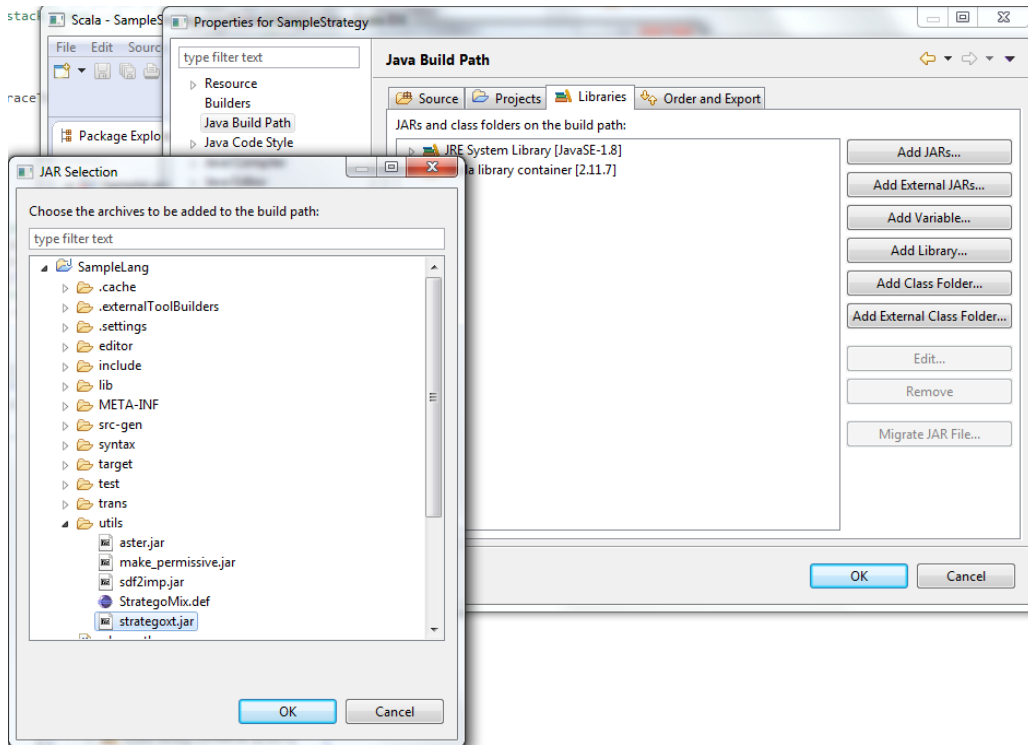 stac
Scala - SampleS
Properties for SampleStrategy
File Edit Sourc
raceT
Package Explo
type filter text
Resource
Builders
Java Build Path
Java Code Style
Java Build Path
Source
Projects
Libraries
Order and Export
JARs and class folders on the build path:
JRE System Library [JavaSE-1.8]
la library container [2.11.7]
Add JARs...
Add External JARs...
Add Variable...
Add Library...
Add Class Folder...
Add External Class Folder...
Edit...
Remove
Migrate JAR File...
OK
Cancel
JAR Selection
Choose the archives to be added to the build path:
type filter text
SampleLang
.cache
.externalToolBuilders
.settings
editor
include
lib
META-INF
src-gen
syntax
target
test
trans
utils
aster.jar
make_permissive.jar
sdf2imp.jar
StrategoMix.def
strategoxt.jar
OK
Cancel